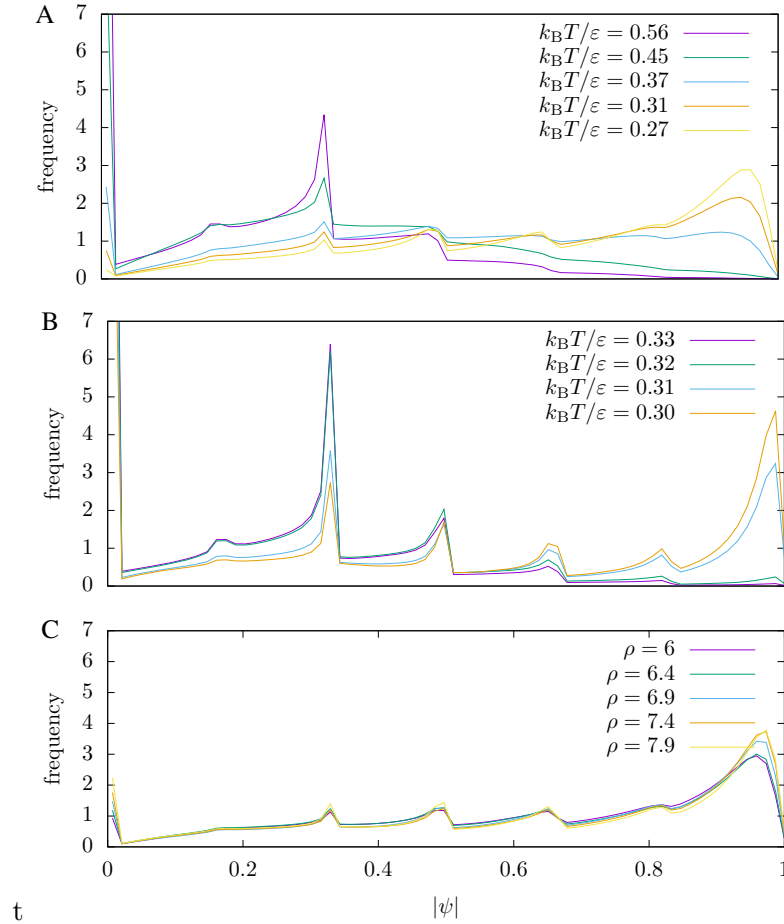 A
7
6
5
4
3
2
1
0
frequency
k_B T/ε = 0.56
k_B T/ε = 0.45
k_B T/ε = 0.37
k_B T/ε = 0.31
k_B T/ε = 0.27
B
7
6
5
4
3
2
1
0
frequency
k_B T/ε = 0.33
k_B T/ε = 0.32
k_B T/ε = 0.31
k_B T/ε = 0.30
C
7
6
5
4
3
2
1
0
frequency
ρ = 6
ρ = 6.4
ρ = 6.9
ρ = 7.4
ρ = 7.9
0 0.2 0.4 0.6 0.8 1
t
|ψ|